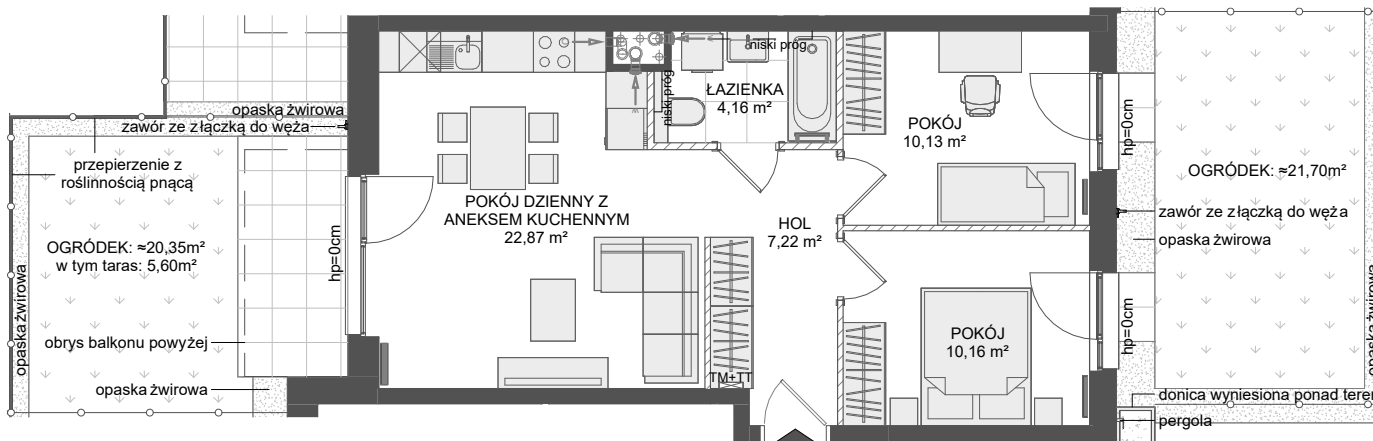 opaska żwirowa
zawór ze złączką do węża
przepierzenie z
roślinnością pnącą
OGRÓDEK: ≈20,35m²
w tym taras: 5,60m²
opaska żwirowa
obrys balkonu powyżej
opaska żwirowa
hp=0cm
POKÓJ DZIENNY Z
ANEKSEM KUCHENNYM
22,87 m²
niski próg
niski próg
ŁAZIENKA
4,16 m²
HOL
7,22 m²
TM+TT
POKÓJ
10,13 m²
POKÓJ
10,16 m²
hp=0cm
hp=0cm
OGRÓDEK: ≈21,70m²
zawór ze złączką do węża
opaska żwirowa
opaska żwirowa
donica wyniesiona ponad teren
pergola